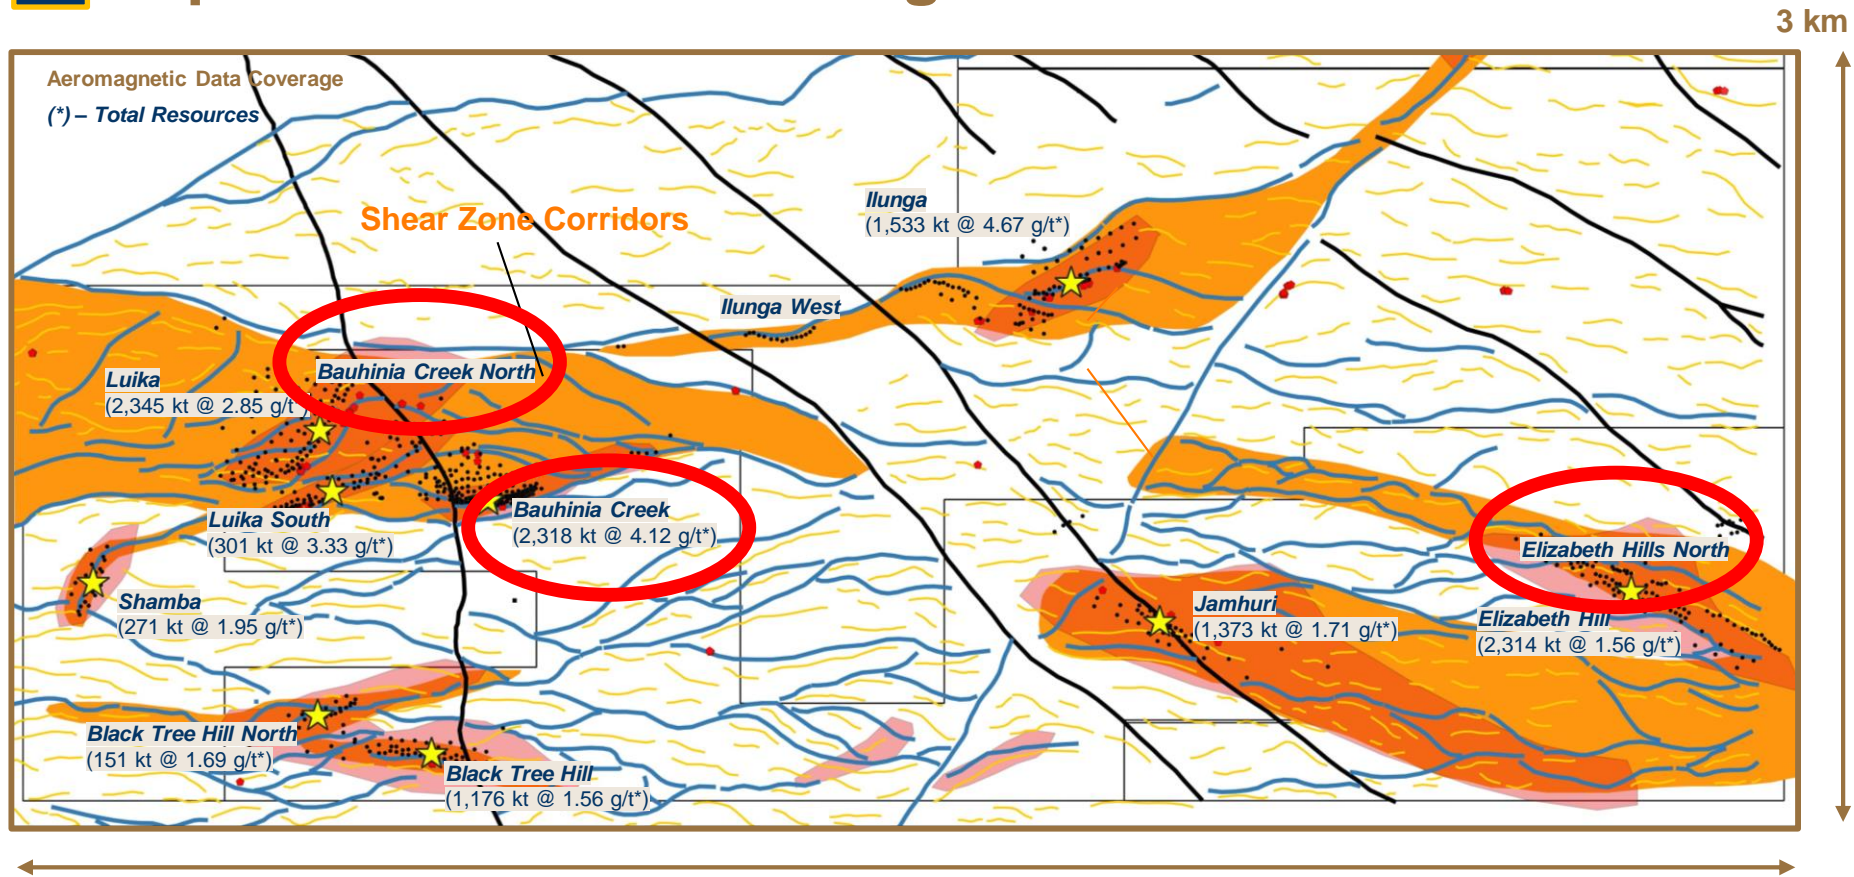 3 km
Aeromagnetic Data Coverage
(*) – Total Resources
Shear Zone Corridors
Ilunga
(1,533 kt @ 4.67 g/t*)
Ilunga West
Bauhinia Creek North
Luika
(2,345 kt @ 2.85 g/t
Bauhinia Creek
(2,318 kt @ 4.12 g/t*)
Luika South
(301 kt @ 3.33 g/t*)
Elizabeth Hills North
Shamba
(271 kt @ 1.95 g/t*)
Jamhuri
(1,373 kt @ 1.71 g/t*)
Elizabeth Hill
(2,314 kt @ 1.56 g/t*)
Black Tree Hill North
(151 kt @ 1.69 g/t*)
Black Tree Hill
(1,176 kt @ 1.56 g/t*)